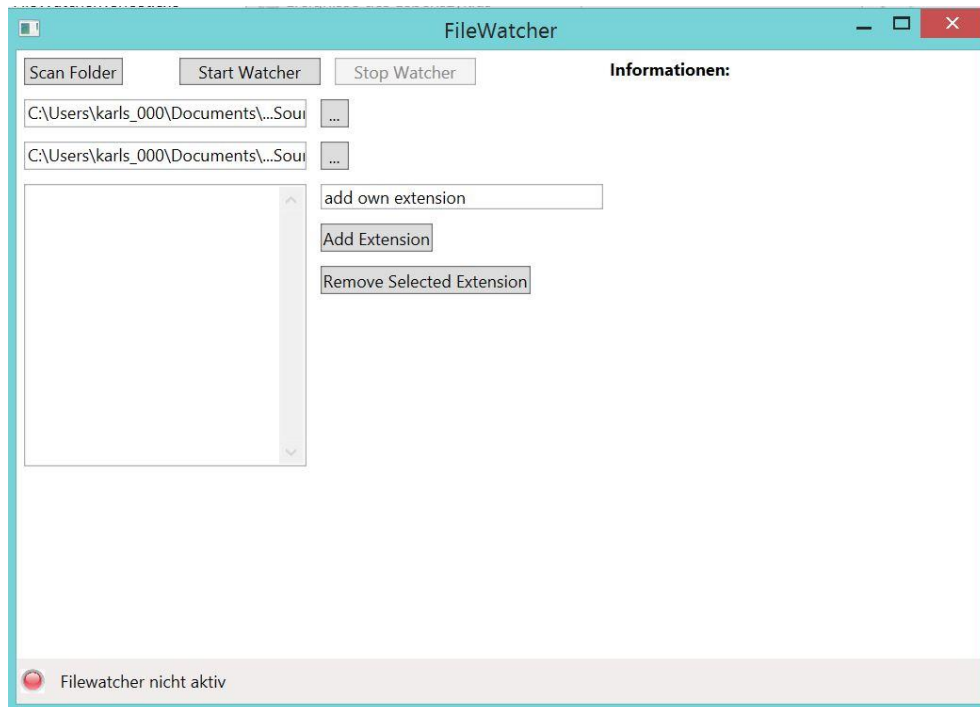 FileWatcher
Scan Folder Start Watcher Stop Watcher Informationen:
C:\Users\karls_000\Documents\...Sour ...
C:\Users\karls_000\Documents\...Sour ...
add own extension
Add Extension
Remove Selected Extension
Filewatcher nicht aktiv